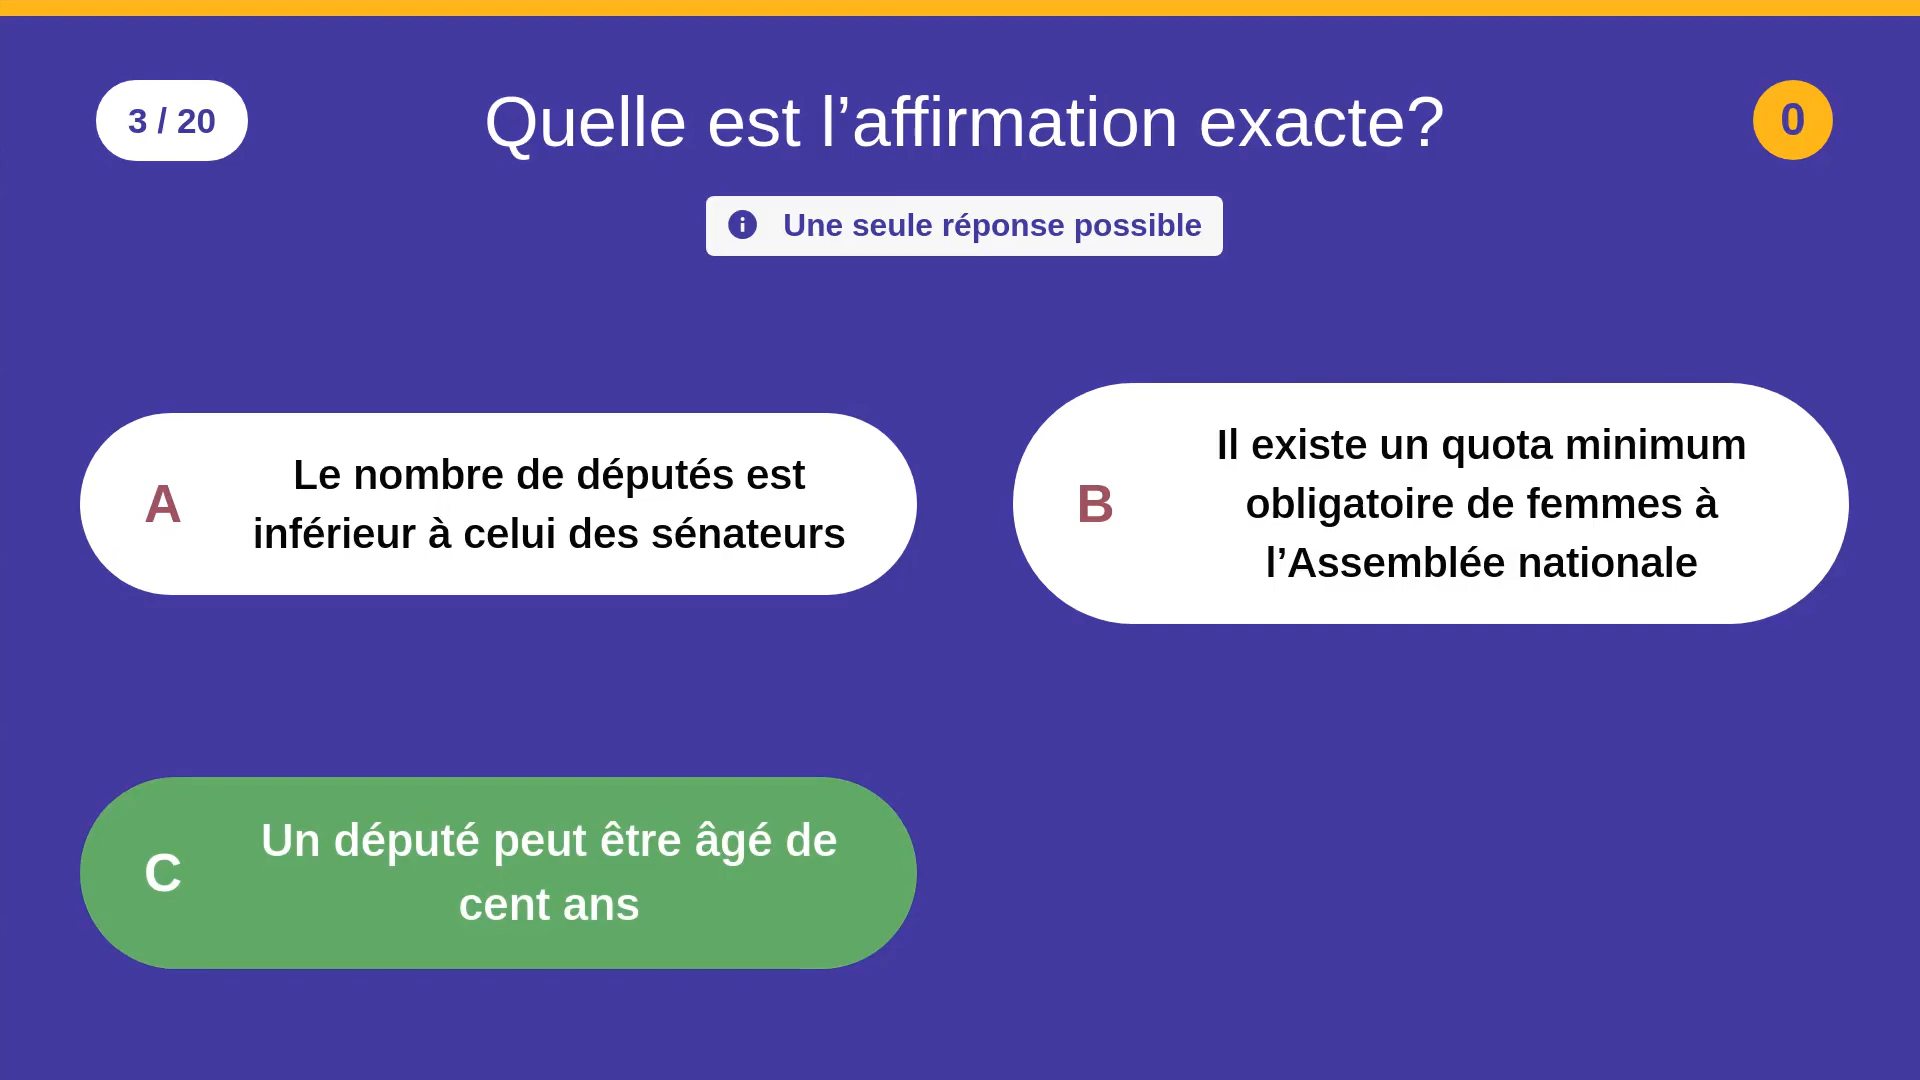 3 / 20
Quelle est l’affirmation exacte?
0
Une seule réponse possible
A
Le nombre de députés est
inférieur à celui des sénateurs
B
Il existe un quota minimum
obligatoire de femmes à
l’Assemblée nationale
C
Un député peut être âgé de
cent ans